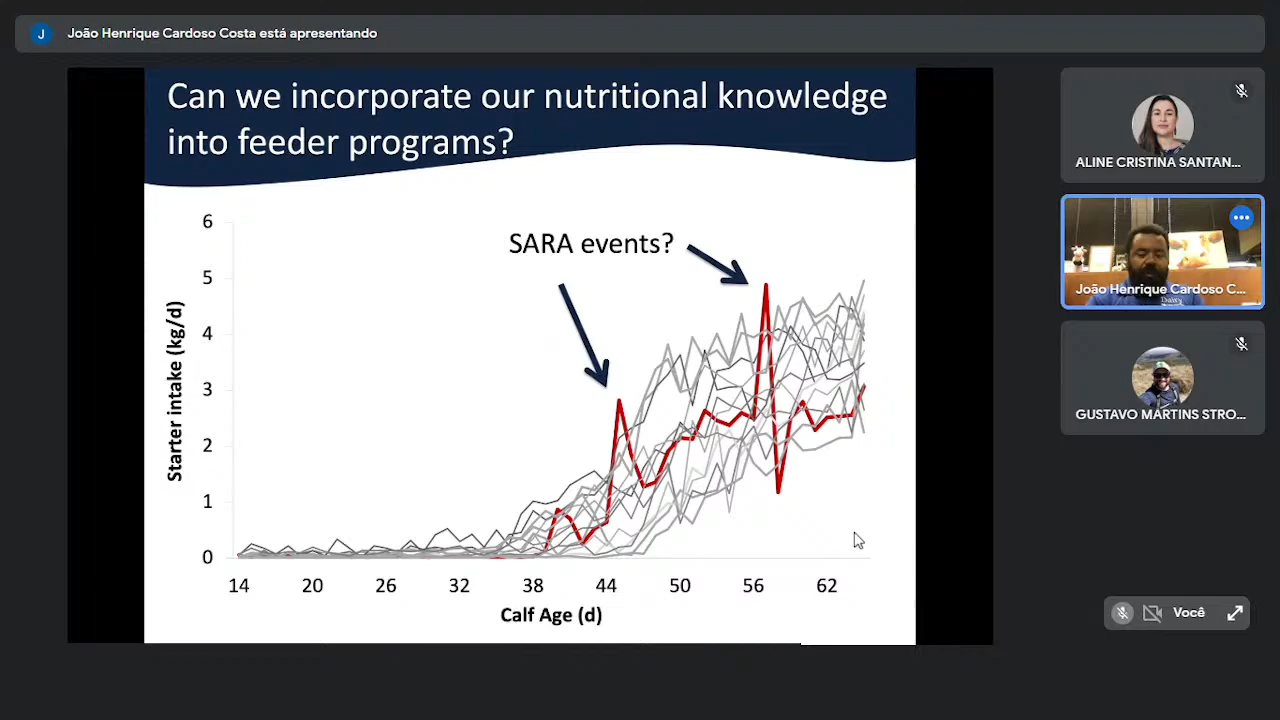 J
João Henrique Cardoso Costa está apresentando
Can we incorporate our nutritional knowledge
into feeder programs?
SARA events?
6
5
4
3
2
1
0
Starter intake (kg/d)
14 20 26 32 38 44 50 56 62
Calf Age (d)
ALINE CRISTINA SANTAN...
João Henrique Cardoso C...
GUSTAVO MARTINS STRO...
Você